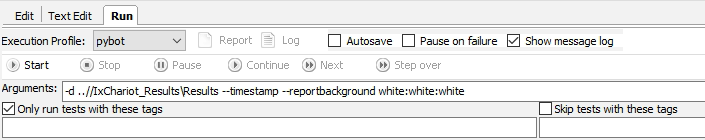 Edit Text Edit Run
Execution Profile: pybot Report Log Autosave Pause on failure Show message log
Start Stop Pause Continue Next Step over
Arguments: -d ..//IxChariot_Results\Results --timestamp --reportbackground white:white:white
Only run tests with these tags Skip tests with these tags